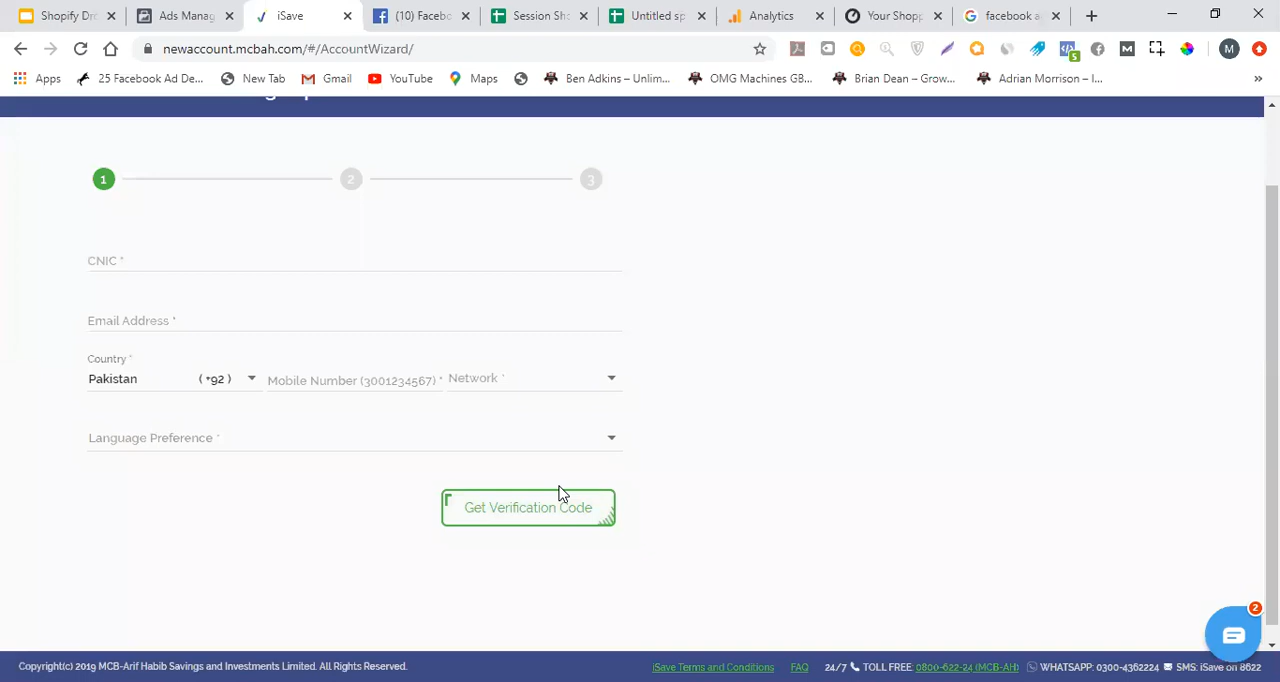 Shopify Dro
Ads Manag
iSave
(10) Facebo
Session Sho
Untitled sp
Analytics
Your Shopp
facebook a
newaccount.mcbah.com/#/AccountWizard/
5
M
M
Apps
25 Facebook Ad De...
New Tab
Gmail
YouTube
Maps
Ben Adkins – Unlim...
OMG Machines GB...
Brian Dean – Grow...
Adrian Morrison – I...
»
1
2
3
CNIC *
Email Address *
Country *
Pakistan (+92) Mobile Number (3001234567) * Network *
Language Preference *
Get Verification Code
2
Copyright(c) 2019 MCB-Arif Habib Savings and Investments Limited. All Rights Reserved.
iSave Terms and Conditions FAQ 24/7 TOLL FREE: 0800-622-24 (MCB-AH) WHATSAPP: 0300-4362224 SMS: iSave on 8622